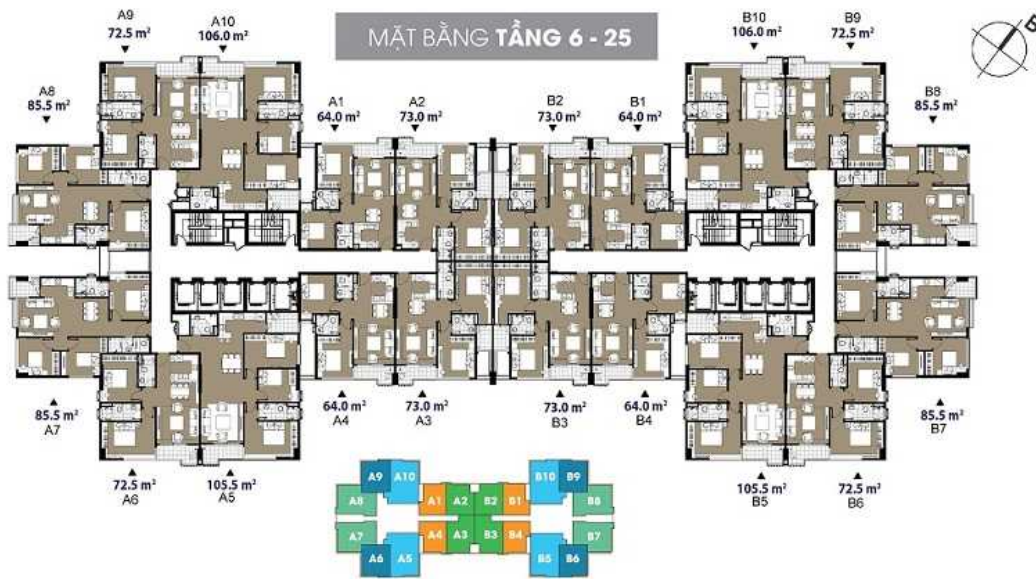 MẶT BẰNG TẦNG 6 - 25
A9
72.5 m²
A10
106.0 m²
B10
106.0 m²
B9
72.5 m²
B
A8
85.5 m²
A1
64.0 m²
A2
73.0 m²
B2
73.0 m²
B1
64.0 m²
B8
85.5 m²
85.5 m²
A7
64.0 m²
A4
73.0 m²
A3
73.0 m²
B3
64.0 m²
B4
85.5 m²
B7
72.5 m²
A6
105.5 m²
A5
105.5 m²
B5
72.5 m²
B6
A9 A10 B10 B9
A8 A1 A2 B2 B1 B8
A7 A4 A3 B3 B4 B7
A6 A5 B5 B6